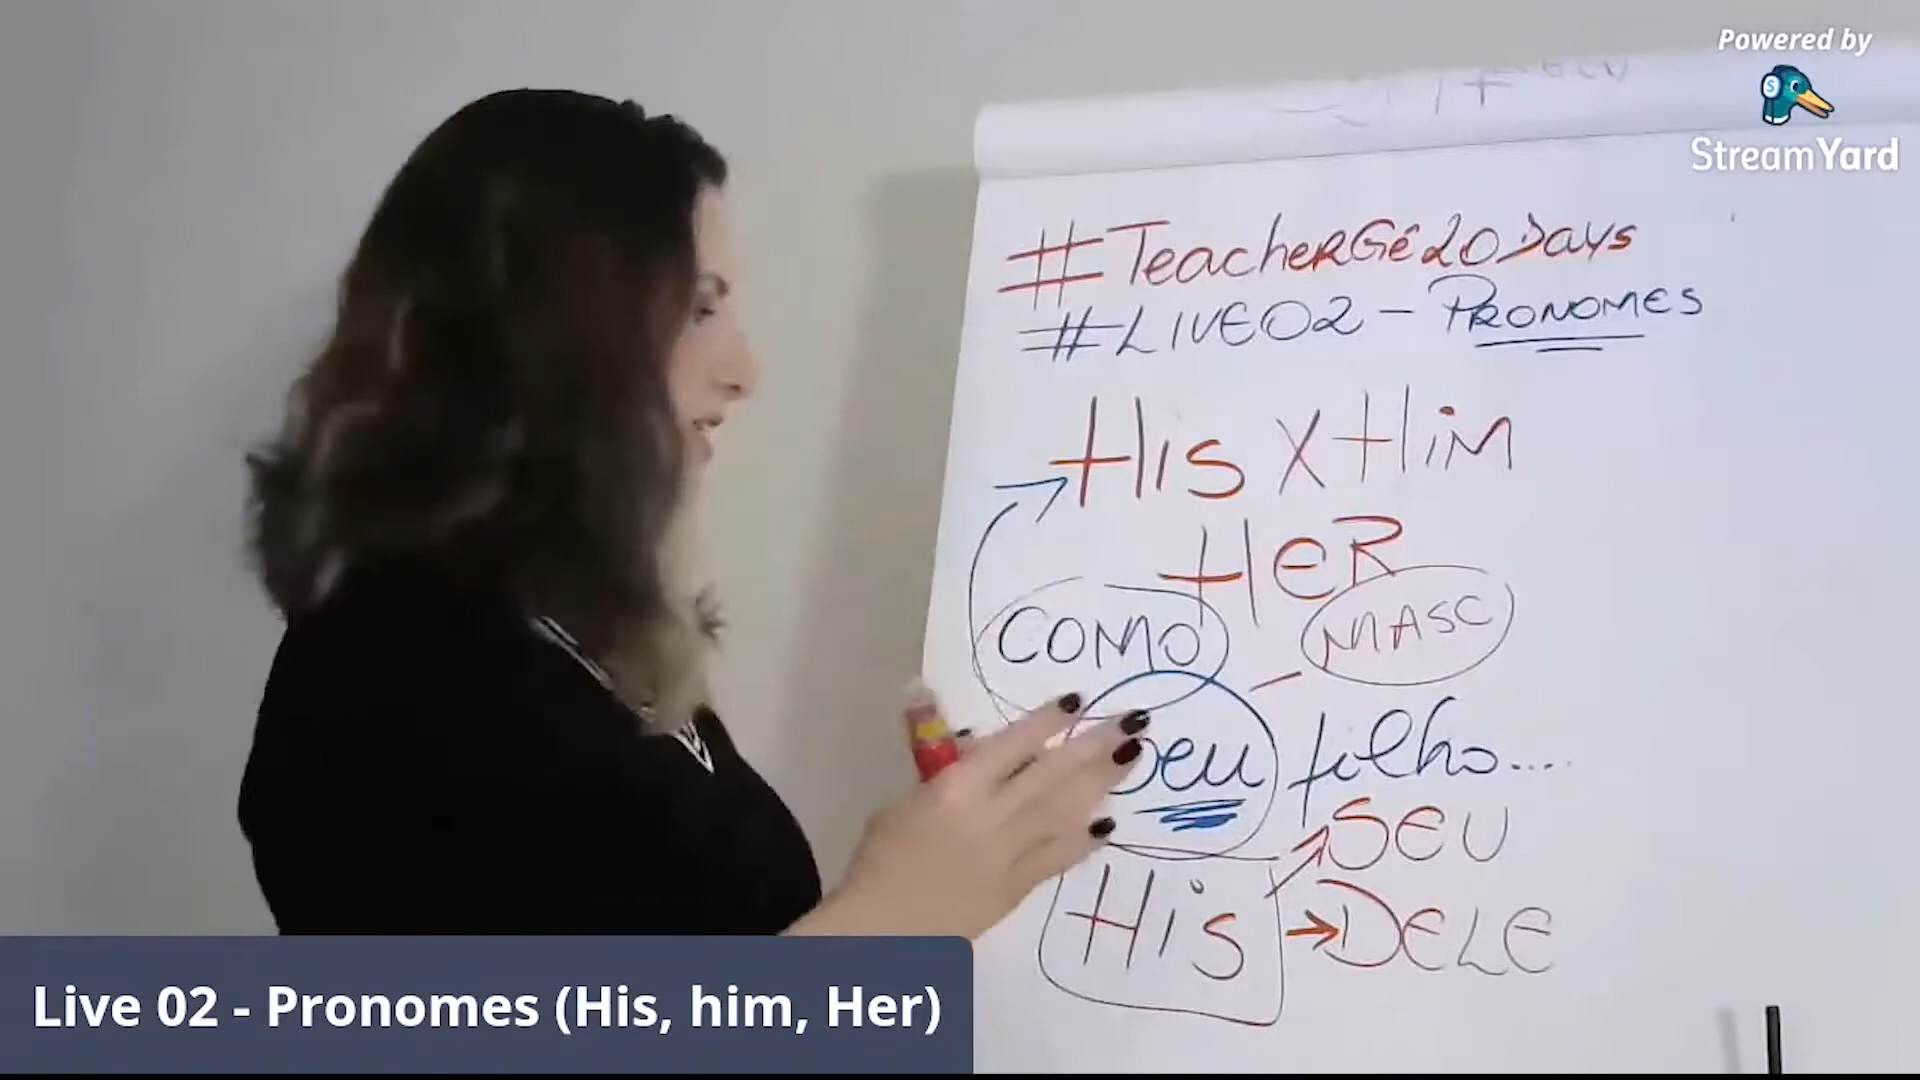 Powered by
StreamYard
#TeacherGê20Days
#LIVE02 - PRONOMES
His X Him
HER
COMO MASC
Seu filho....
SEU
His → DELE
Live 02 - Pronomes (His, him, Her)